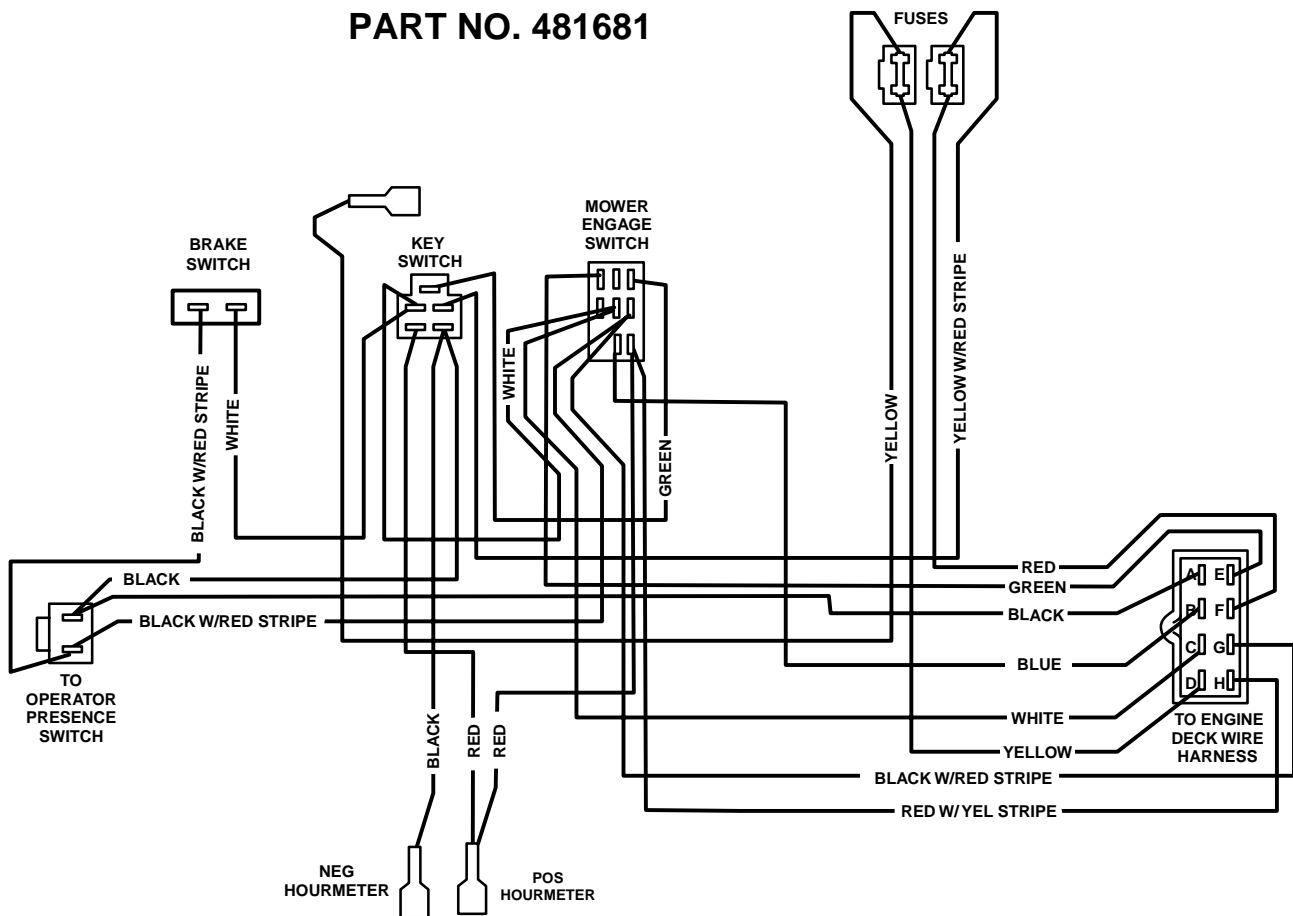 PART NO. 481681
FUSES
MOWER
ENGAGE
SWITCH
BRAKE
SWITCH
KEY
SWITCH
BLACK W/RED STRIPE
WHITE
WHITE
GREEN
YELLOW
YELLOW W/RED STRIPE
BLACK
BLACK W/RED STRIPE
TO
OPERATOR
PRESENCE
SWITCH
RED
GREEN
BLACK
BLUE
WHITE
YELLOW
BLACK W/RED STRIPE
RED W/ YEL STRIPE
A E
B F
C G
D H
TO ENGINE
DECK WIRE
HARNESS
BLACK
RED
RED
NEG
HOURMETER
POS
HOURMETER